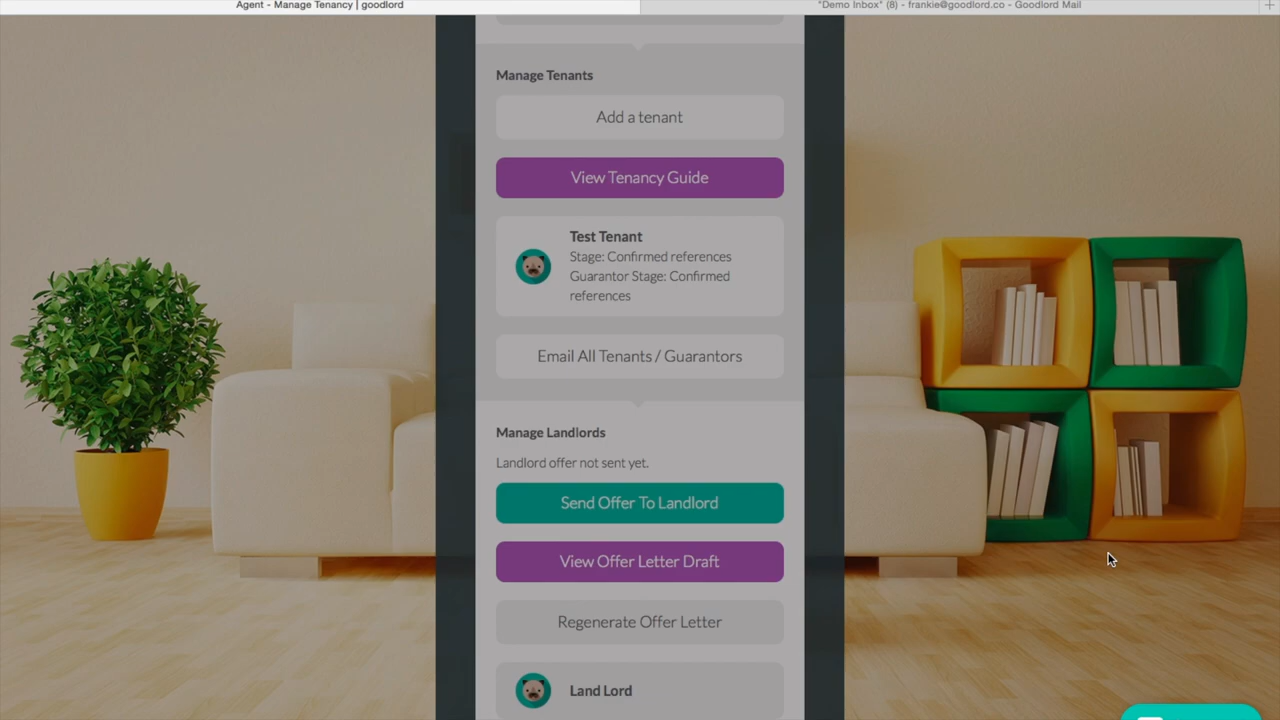 Agent - Manage Tenancy | goodlord
"Demo Inbox" (8) - frankie@goodlord.co - Goodlord Mail
Manage Tenants
Add a tenant
View Tenancy Guide
Test Tenant
Stage: Confirmed references
Guarantor Stage: Confirmed
references
Email All Tenants / Guarantors
Manage Landlords
Landlord offer not sent yet.
Send Offer To Landlord
View Offer Letter Draft
Regenerate Offer Letter
Land Lord